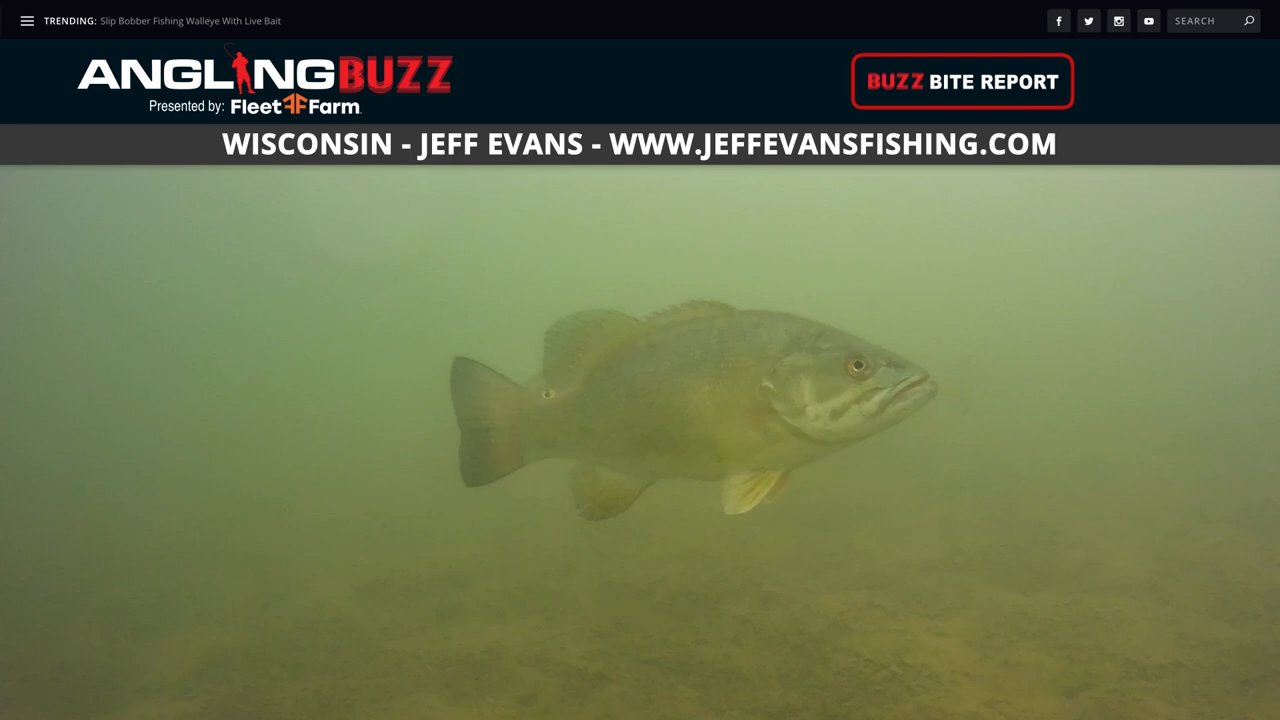 TRENDING: Slip Bobber Fishing Walleye With Live Bait
SEARCH
ANGLINGBUZZ
Presented by: Fleet Farm
BUZZ BITE REPORT
WISCONSIN - JEFF EVANS - WWW.JEFFEVANSFISHING.COM